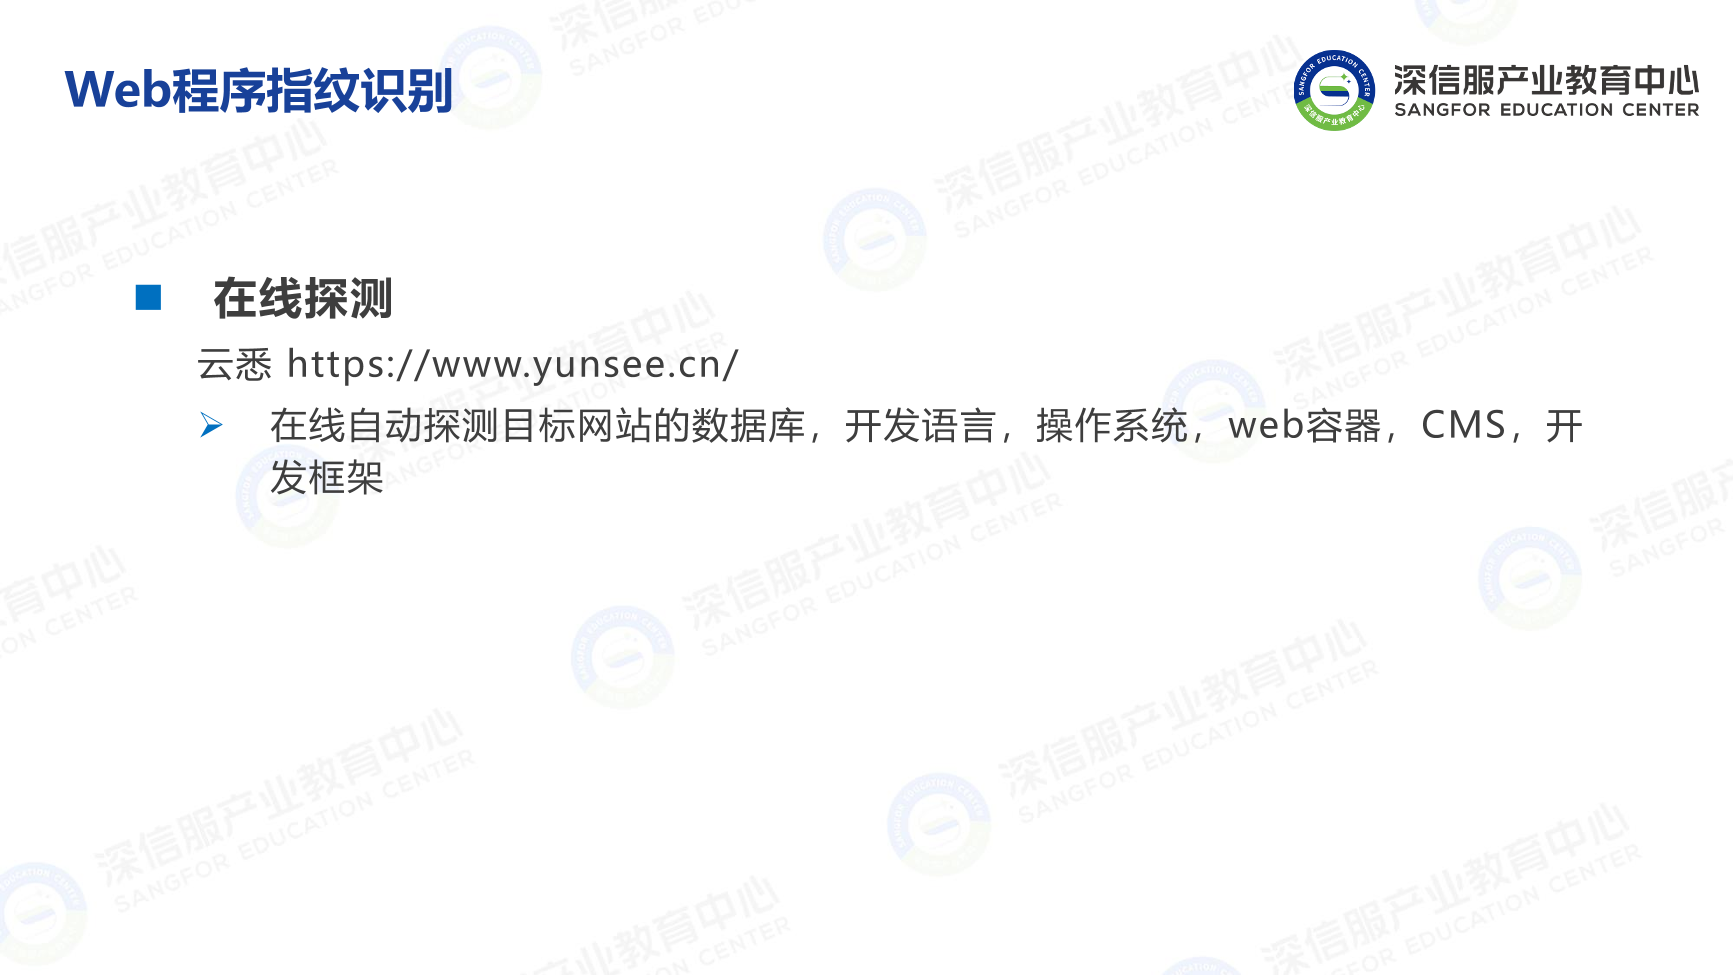 Web程序指纹识别
深信服产业教育中心
SANGFOR EDUCATION CENTER
在线探测
云悉 https://www.yunsee.cn/
在线自动探测目标网站的数据库，开发语言，操作系统，web容器，CMS，开
发框架